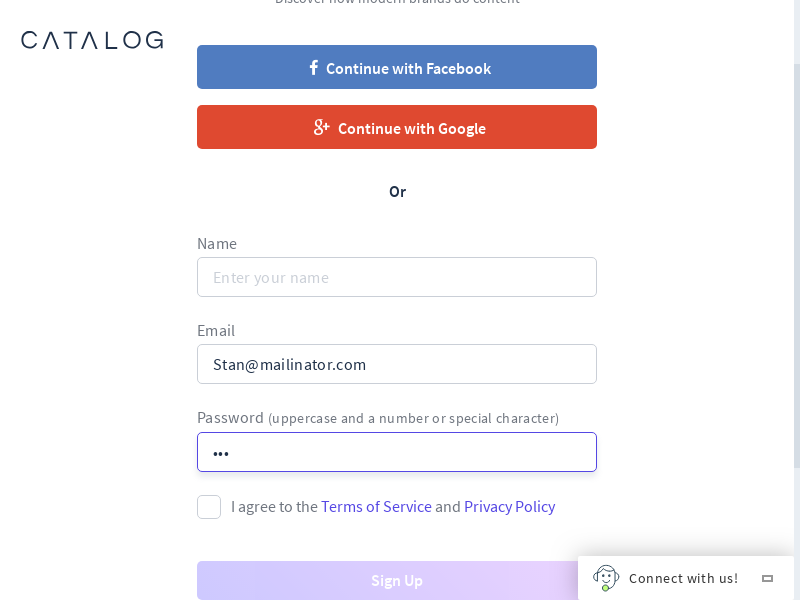 Discover how modern brands do content
CATALOG
Continue with Facebook
Continue with Google
Or
Name
Enter your name
Email
Stan@mailinator.com
Password (uppercase and a number or special character)
•••
I agree to the Terms of Service and Privacy Policy
Sign Up
Connect with us!